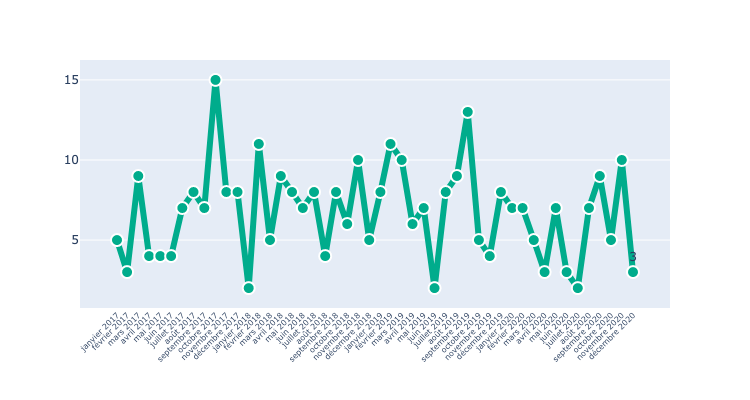 15
10
5
3
janvier 2017
février 2017
mars 2017
avril 2017
mai 2017
juin 2017
juillet 2017
août 2017
septembre 2017
octobre 2017
novembre 2017
décembre 2017
janvier 2018
février 2018
mars 2018
avril 2018
mai 2018
juin 2018
juillet 2018
août 2018
septembre 2018
octobre 2018
novembre 2018
décembre 2018
janvier 2019
février 2019
mars 2019
avril 2019
mai 2019
juin 2019
juillet 2019
août 2019
septembre 2019
octobre 2019
novembre 2019
décembre 2019
janvier 2020
février 2020
mars 2020
avril 2020
mai 2020
juin 2020
juillet 2020
août 2020
septembre 2020
octobre 2020
novembre 2020
décembre 2020